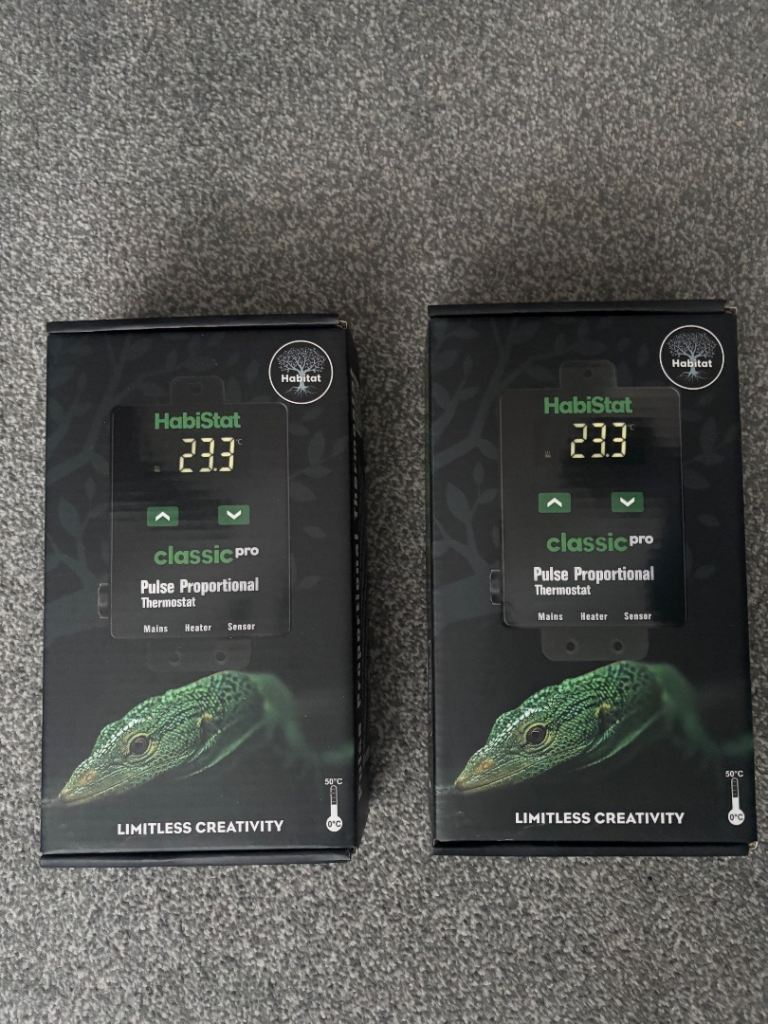 Habitat
HabiStat
23.3 °C
classic pro
Pulse Proportional
Thermostat
Mains Heater Sensor
50°C
0°C
LIMITLESS CREATIVITY
Habitat
HabiStat
23.3 °C
classic pro
Pulse Proportional
Thermostat
Mains Heater Sensor
50°C
0°C
LIMITLESS CREATIVITY